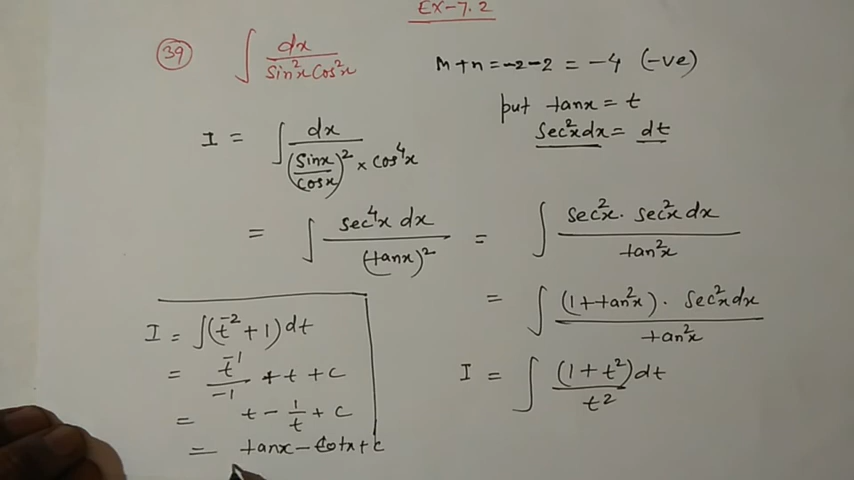 EX-7.2
39 ∫ dx / sin²x cos²x
m+n = -2-2 = -4 (-ve)
put tanx = t
sec²x dx = dt
I = ∫ dx / (sinx/cosx)² × cos⁴x
= ∫ sec⁴x dx / (tanx)² = ∫ sec²x · sec²x dx / tan²x
= ∫ (1+tan²x) · sec²x dx / tan²x
I = ∫ (1+t²)dt / t²
I = ∫(t⁻²+1)dt
= t⁻¹/-1 + t + c
= t - 1/t + c
= tanx - cotx + c